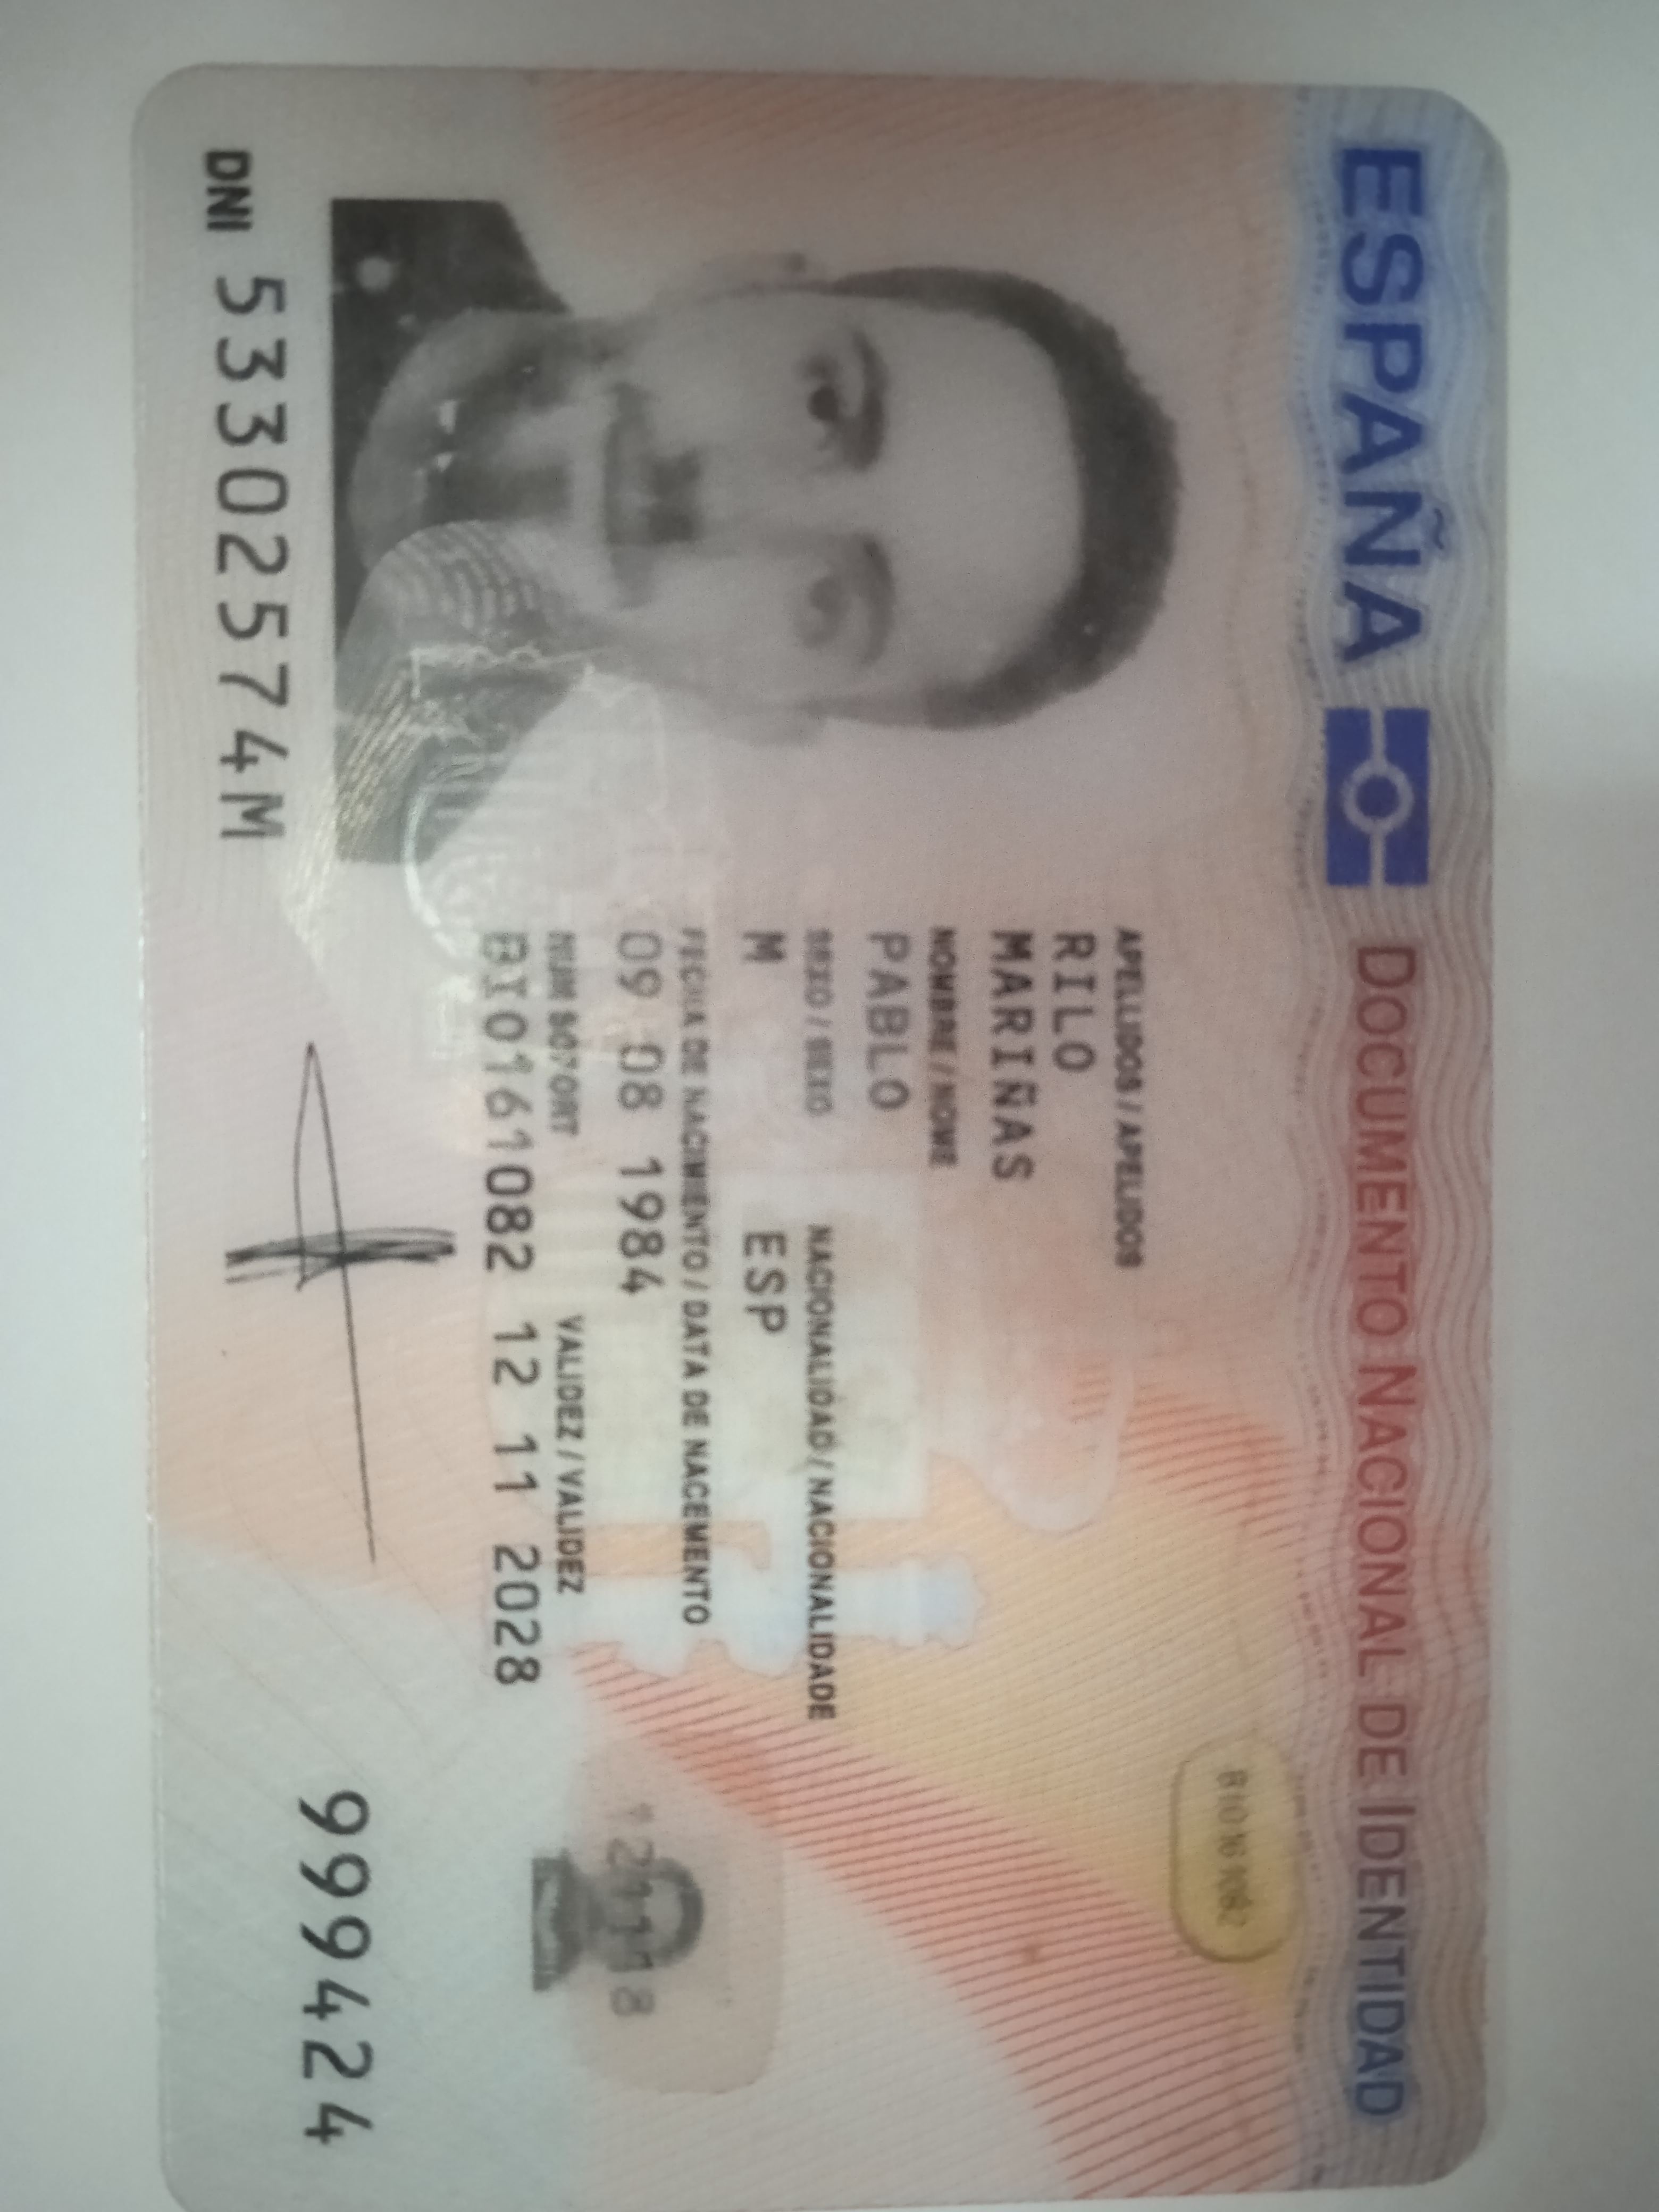 ESPAÑA DOCUMENTO NACIONAL DE IDENTIDAD
APELLIDOS / APELIDOS
RILO
MARIÑAS
NOMBRE / NOME
PABLO
SEXO / SEXO NACIONALIDAD / NACIONALIDADE
M ESP
FECHA DE NACIMIENTO / DATA DE NACEMENTO
09 08 1984
NUM SOPORT VALIDEZ / VALIDEZ
BIO161082 12 11 2028
121118
999424
DNI 53302574M